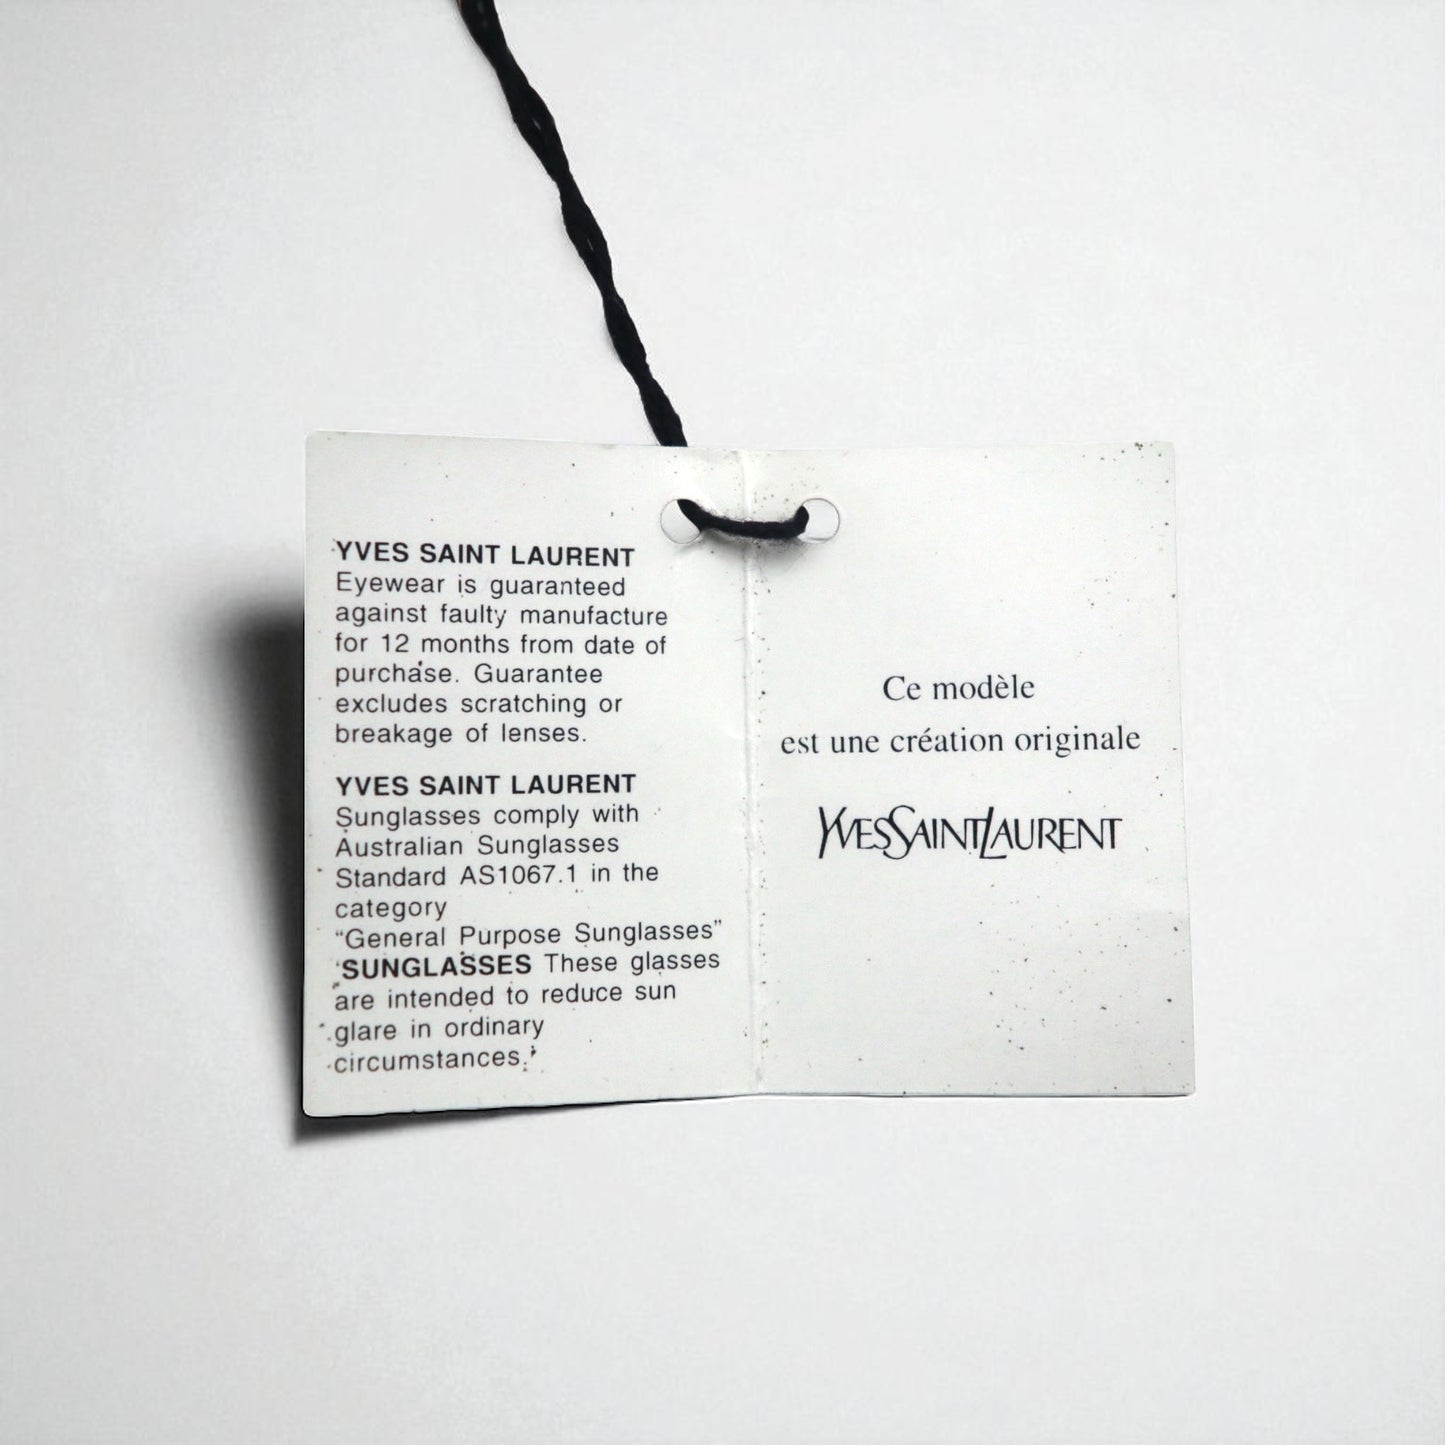 YVES SAINT LAURENT
Eyewear is guaranteed
against faulty manufacture
for 12 months from date of
purchase. Guarantee
excludes scratching or
breakage of lenses.
YVES SAINT LAURENT
Sunglasses comply with
Australian Sunglasses
Standard AS1067.1 in the
category
“General Purpose Sunglasses”
SUNGLASSES These glasses
are intended to reduce sun
glare in ordinary
circumstances.
Ce modèle
est une création originale
YVESSAINTLAURENT